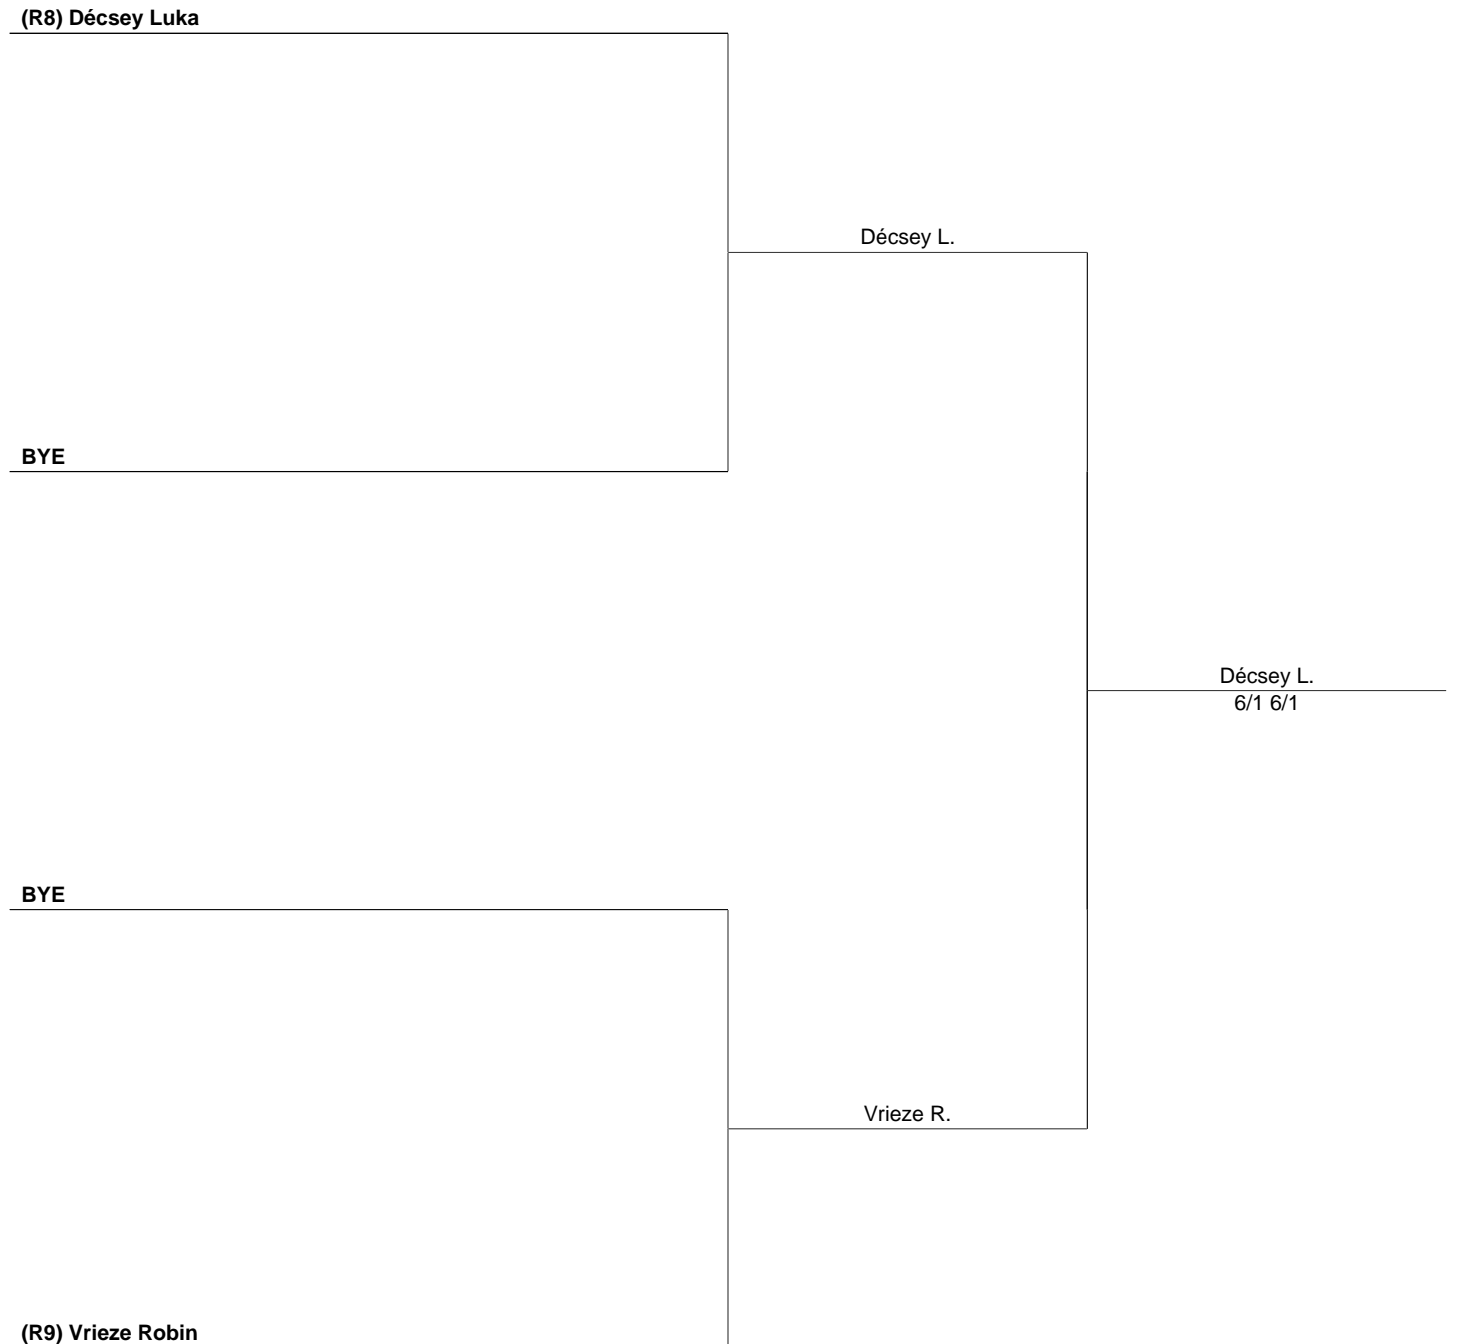 (R8) Décsey Luka
Décsey L.
BYE
Décsey L.
6/1 6/1
BYE
Vrieze R.
(R9) Vrieze Robin